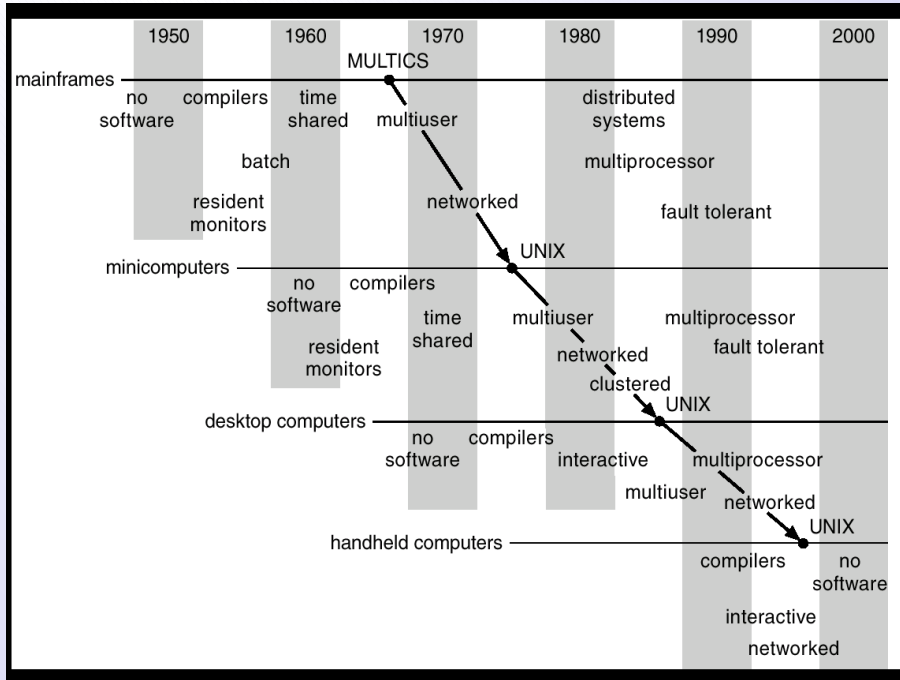 1950 1960 1970 1980 1990 2000
MULTICS
mainframes
no compilers time distributed
software shared multiuser systems
batch multiprocessor
resident networked fault tolerant
monitors
UNIX
minicomputers
no compilers
software
time multiuser multiprocessor
shared
resident networked fault tolerant
monitors
clustered
UNIX
desktop computers
no compilers
software interactive multiprocessor
multiuser
networked
UNIX
handheld computers
compilers no
software
interactive
networked